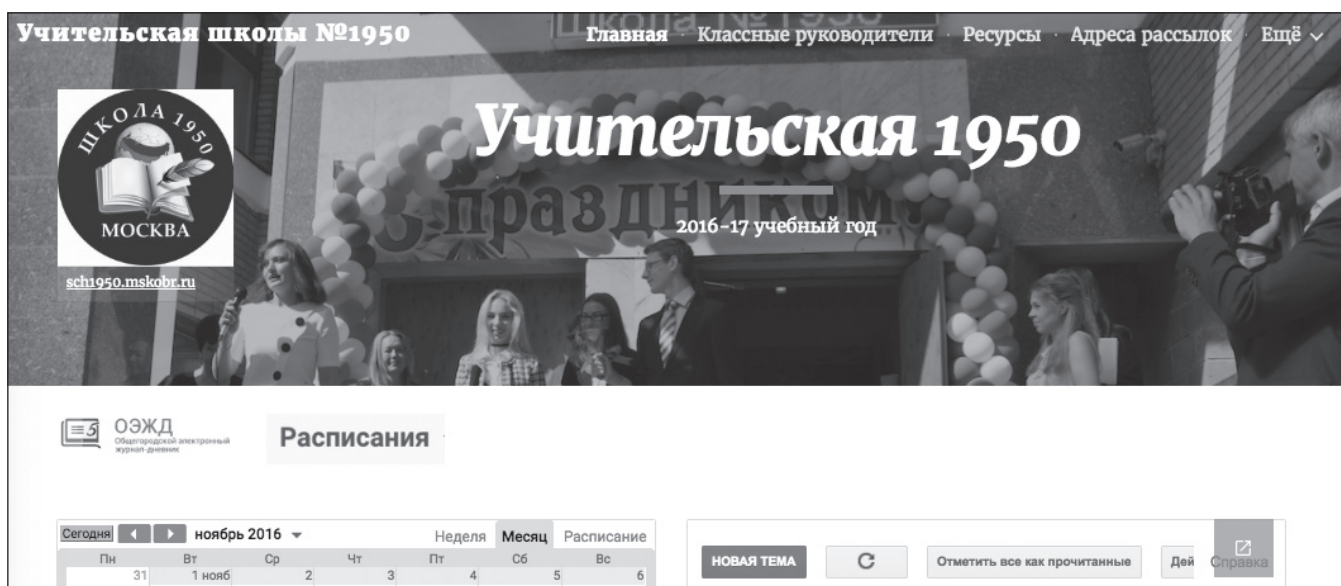 Школа №1950
Учительская школы №1950
Главная · Классные руководители · Ресурсы · Адреса рассылок · Ещё
ШКОЛА 1950
МОСКВА
sch1950.mskobr.ru
Учительская 1950
С праздником!
2016-17 учебный год
5
ОЭЖД
Общегородской электронный
журнал-дневник
Расписания
Сегодня ноябрь 2016 Неделя Месяц Расписание
Пн Вт Ср Чт Пт Сб Вс
31 1 нояб 2 3 4 5 6
НОВАЯ ТЕМА Отметить все как прочитанные Дей Справка